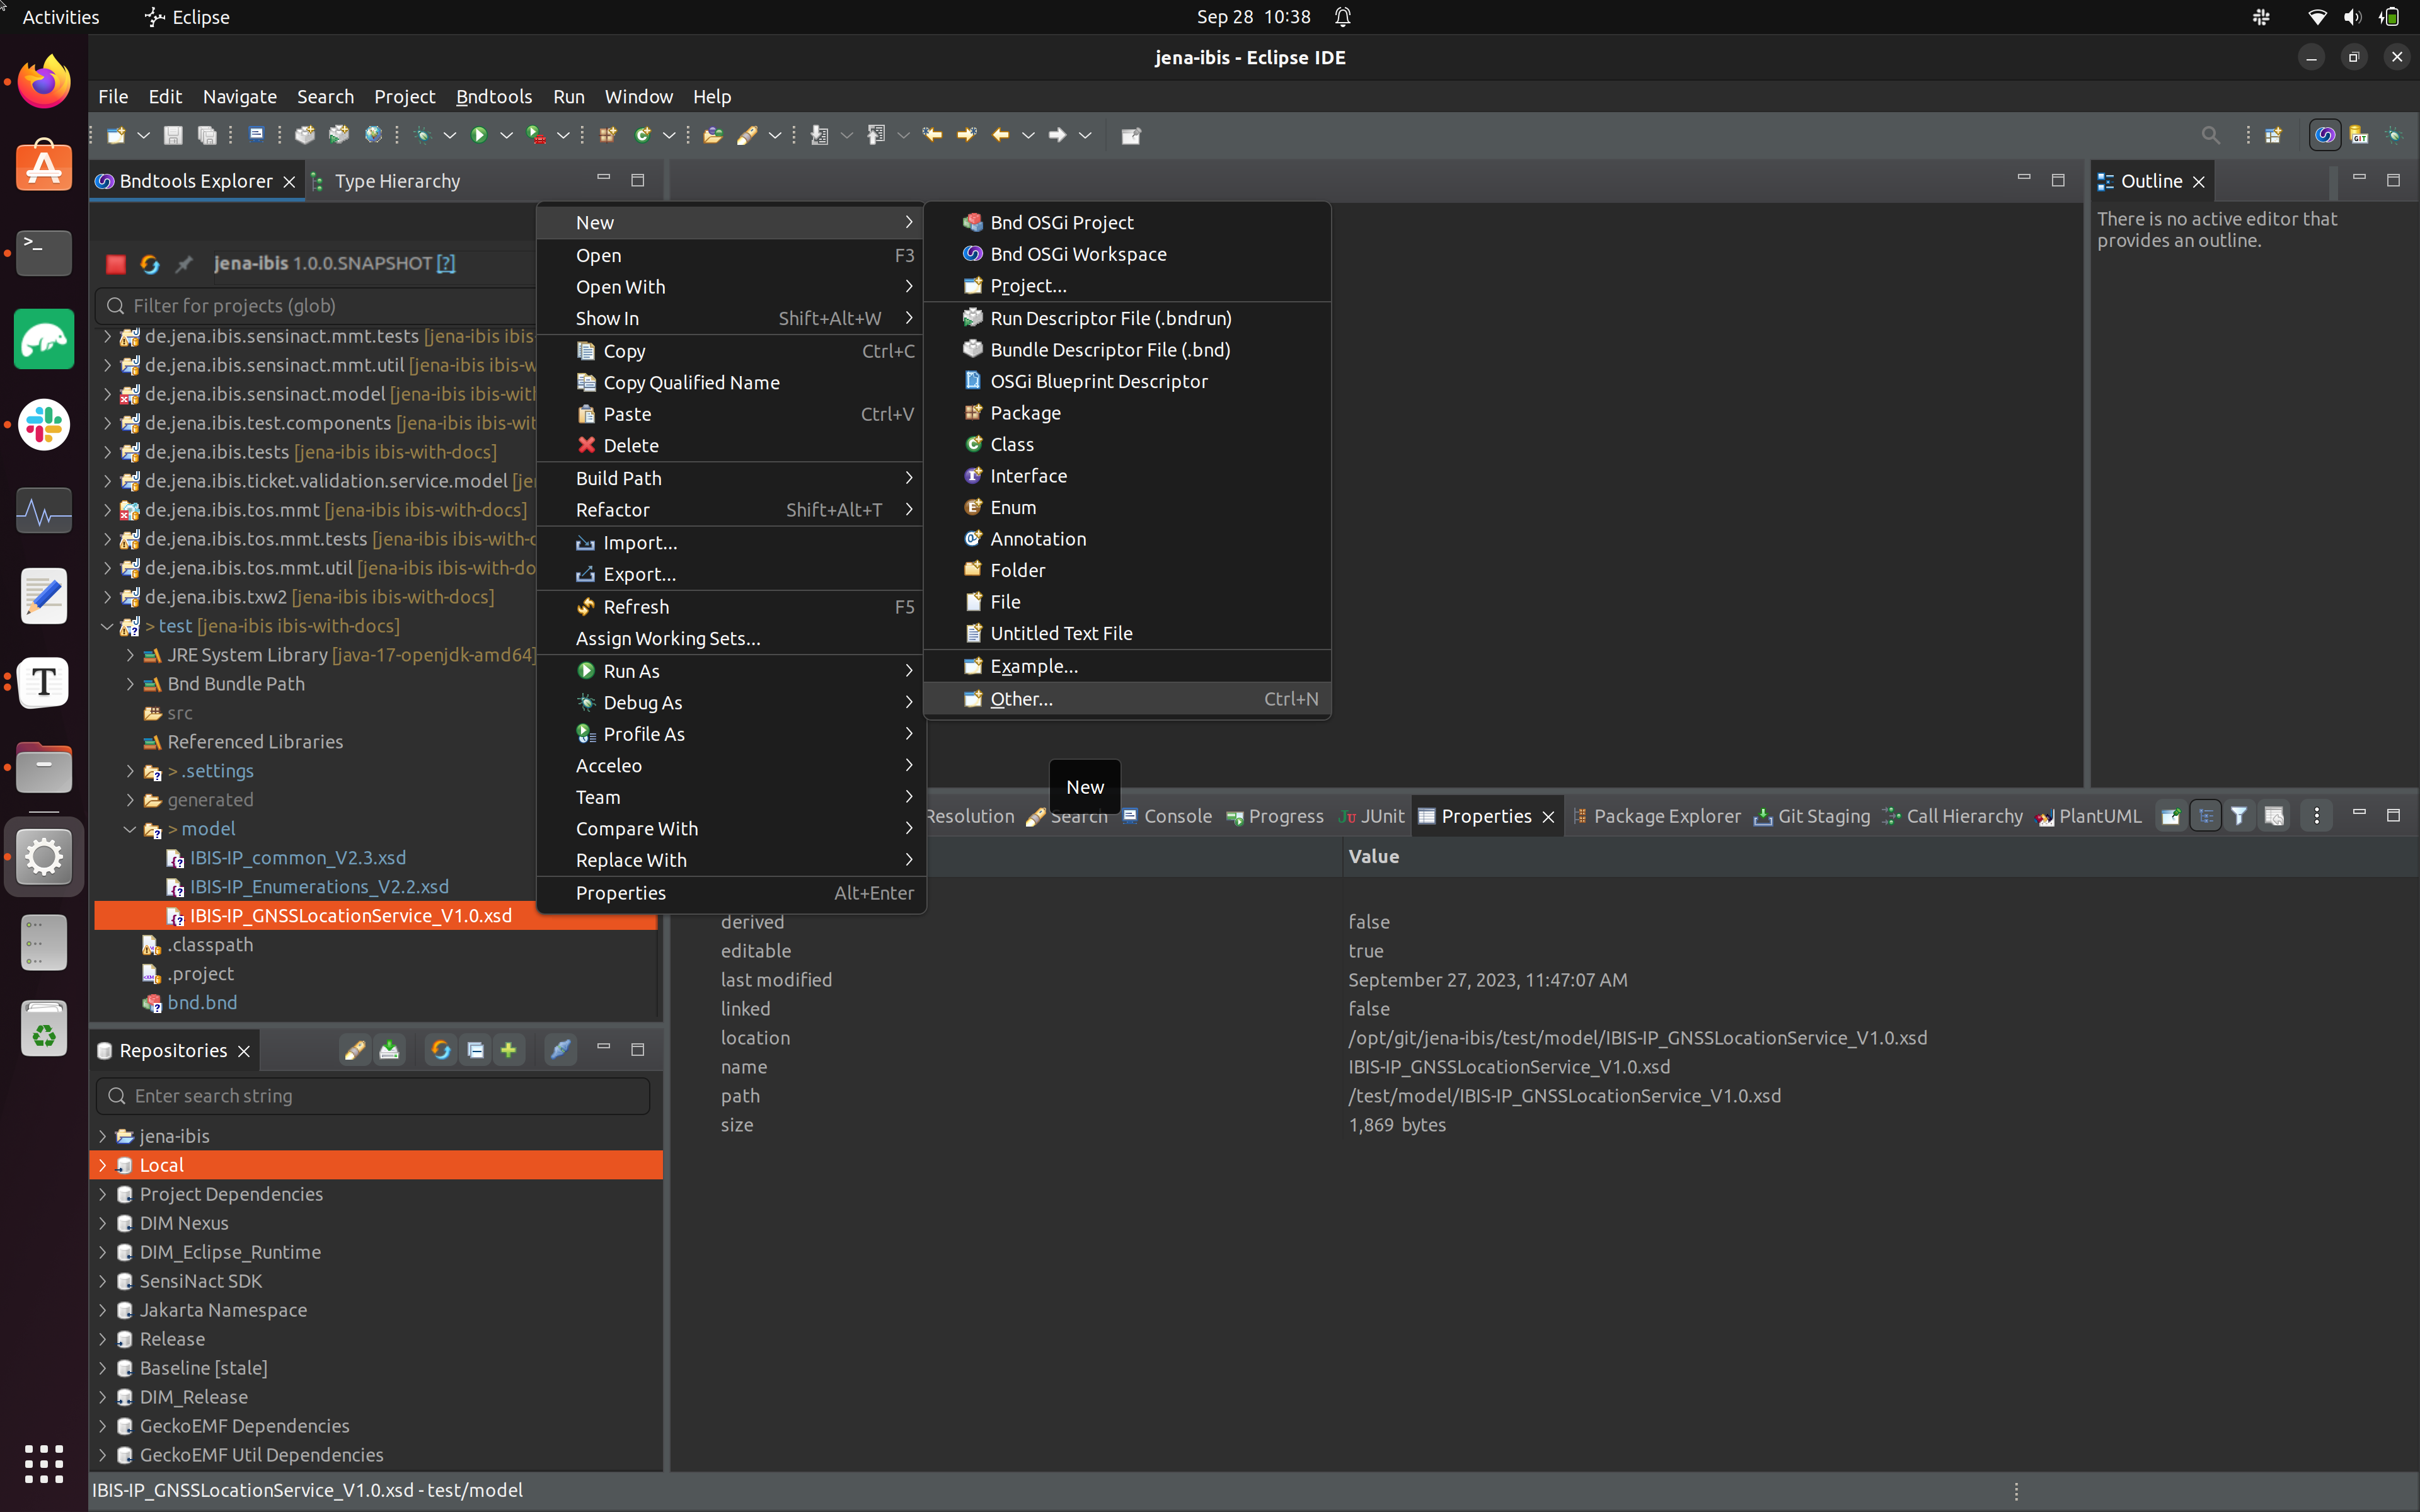 Activities
Eclipse
Sep 28 10:38
jena-ibis - Eclipse IDE
File Edit Navigate Search Project Bndtools Run Window Help
Bndtools Explorer
Type Hierarchy
Outline
There is no active editor that
provides an outline.
jena-ibis 1.0.0.SNAPSHOT [?]
Filter for projects (glob)
de.jena.ibis.sensinact.mmt.tests [jena-ibis ibis-
de.jena.ibis.sensinact.mmt.util [jena-ibis ibis-w
de.jena.ibis.sensinact.model [jena-ibis ibis-wit
de.jena.ibis.test.components [jena-ibis ibis-wit
de.jena.ibis.tests [jena-ibis ibis-with-docs]
de.jena.ibis.ticket.validation.service.model [je
de.jena.ibis.tos.mmt [jena-ibis ibis-with-docs]
de.jena.ibis.tos.mmt.tests [jena-ibis ibis-with-
de.jena.ibis.tos.mmt.util [jena-ibis ibis-with-do
de.jena.ibis.txw2 [jena-ibis ibis-with-docs]
> test [jena-ibis ibis-with-docs]
JRE System Library [java-17-openjdk-amd64]
Bnd Bundle Path
src
Referenced Libraries
> .settings
generated
> model
IBIS-IP_common_V2.3.xsd
IBIS-IP_Enumerations_V2.2.xsd
IBIS-IP_GNSSLocationService_V1.0.xsd
.classpath
.project
bnd.bnd
New
Open F3
Open With
Show In Shift+Alt+W
Copy Ctrl+C
Copy Qualified Name
Paste Ctrl+V
Delete
Build Path
Refactor Shift+Alt+T
Import...
Export...
Refresh F5
Assign Working Sets...
Run As
Debug As
Profile As
Acceleo
Team
Compare With
Replace With
Properties Alt+Enter
Bnd OSGi Project
Bnd OSGi Workspace
Project...
Run Descriptor File (.bndrun)
Bundle Descriptor File (.bnd)
OSGi Blueprint Descriptor
Package
Class
Interface
Enum
Annotation
Folder
File
Untitled Text File
Example...
Other... Ctrl+N
New
Resolution Search Console Progress JUnit Properties Package Explorer Git Staging Call Hierarchy PlantUML
Value
derived false
editable true
last modified September 27, 2023, 11:47:07 AM
linked false
location /opt/git/jena-ibis/test/model/IBIS-IP_GNSSLocationService_V1.0.xsd
name IBIS-IP_GNSSLocationService_V1.0.xsd
path /test/model/IBIS-IP_GNSSLocationService_V1.0.xsd
size 1,869 bytes
Repositories
Enter search string
jena-ibis
Local
Project Dependencies
DIM Nexus
DIM_Eclipse_Runtime
SensiNact SDK
Jakarta Namespace
Release
Baseline [stale]
DIM_Release
GeckoEMF Dependencies
GeckoEMF Util Dependencies
IBIS-IP_GNSSLocationService_V1.0.xsd - test/model